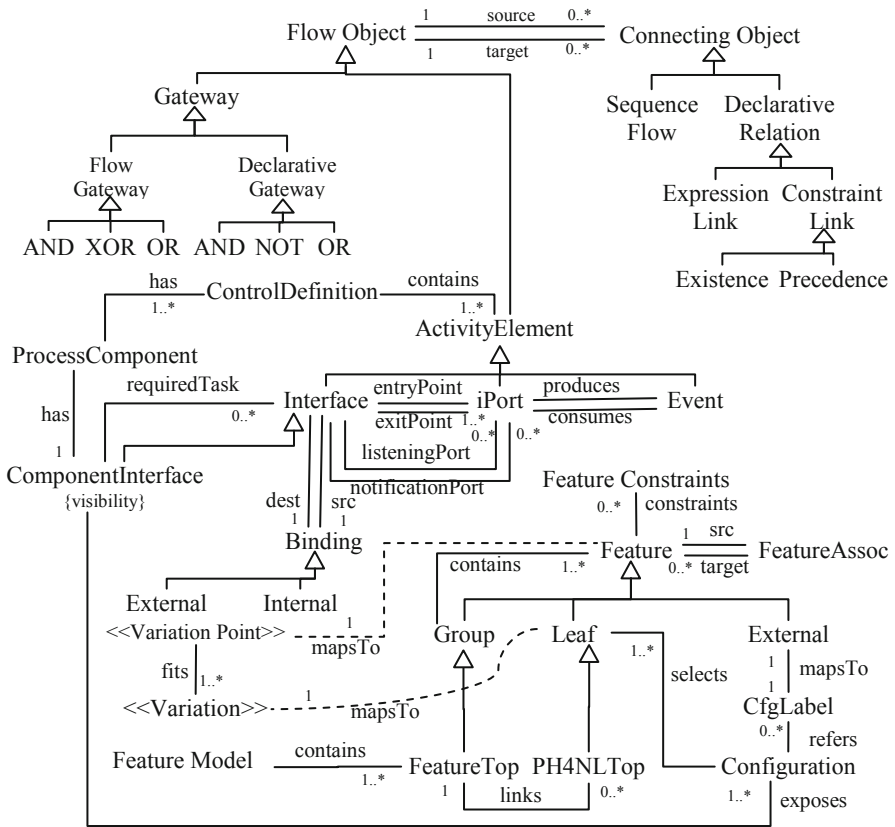 Flow Object 1 source 0..* Connecting Object
1 target 0..*
Gateway
Sequence Flow
Declarative Relation
Flow Gateway
Declarative Gateway
Expression Link
Constraint Link
AND XOR OR AND NOT OR
Existence Precedence
has
ControlDefinition
contains
1..*
1..*
ActivityElement
ProcessComponent
requiredTask
has
0..*
Interface
entryPoint
exitPoint
1..*
0..*
iPort
produces
consumes
0..*
Event
listeningPort
notificationPort
1
ComponentInterface
{visibility}
dest
1
src
1
Binding
Feature Constraints
constraints
0..*
Feature
1
src
0..*
target
FeatureAssoc
contains
1..*
External
Internal
<<Variation Point>>
1
mapsTo
Group
Leaf
1..*
External
fits
1..*
<<Variation>>
1
mapsTo
selects
1
mapsTo
1
CfgLabel
0..*
refers
Feature Model
contains
1..*
FeatureTop
PH4NLTop
1
links
0..*
Configuration
1..*
exposes